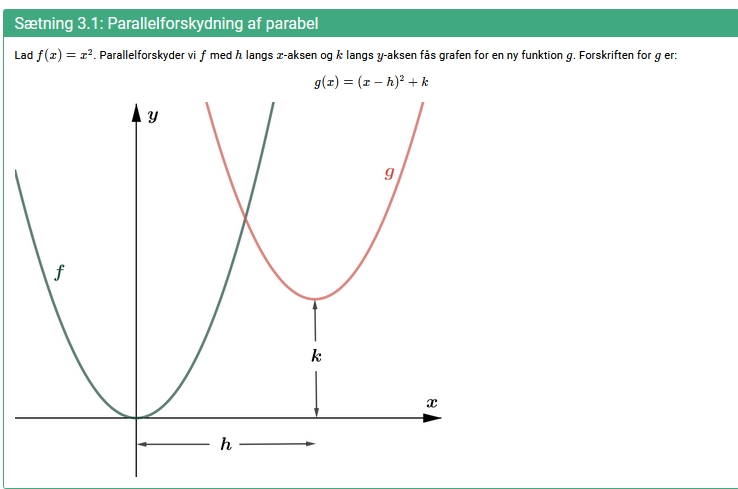 Sætning 3.1: Parallelforskydning af parabel
Lad f(x) = x². Parallelforskyder vi f med h langs x-aksen og k langs y-aksen fås grafen for en ny funktion g. Forskriften for g er:
g(x) = (x − h)² + k
y
g
f
k
x
h